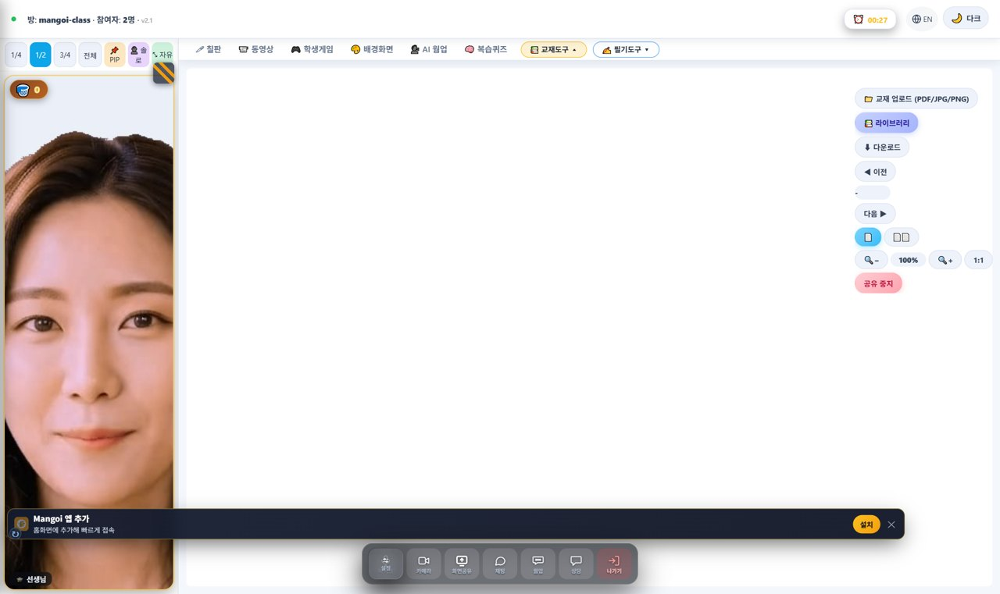 방: mangoi-class · 참여자: 2명 · v2.1
00:27
EN
다크
1/4
1/2
3/4
전체
PIP
솔로
자유
칠판
동영상
학생게임
배경화면
AI 웜업
복습퀴즈
교재도구 ▲
필기도구 ▼
0
교재 업로드 (PDF/JPG/PNG)
라이브러리
⬇ 다운로드
◀ 이전
-
다음 ▶
−
100%
+
1:1
공유 중지
Mangoi 앱 추가
홈화면에 추가해 빠르게 접속
설치
설정
카메라
화면공유
채팅
웜업
상담
나가기
선생님